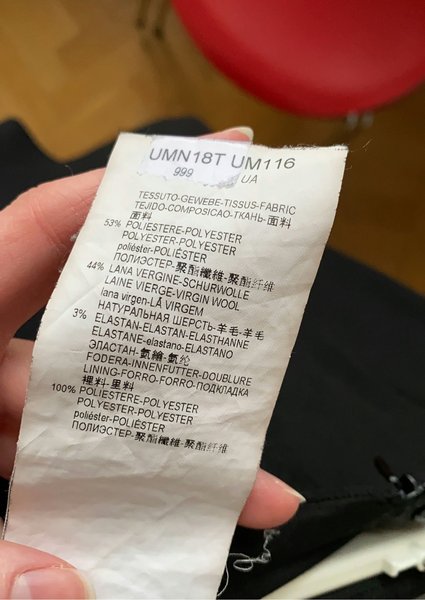 UMN18T UM116
999 UA
TESSUTO-GEWEBE-TISSUS-FABRIC
TEJIDO-COMPOSICAO-ТКАНЬ-面料
面料
53% POLIESTERE-POLYESTER
POLYESTER-POLYESTER
poliéster-POLIÉSTER
ПОЛИЭСТЕР-聚酯纖維-聚酯纤维
44% LANA VERGINE-SCHURWOLLE
LAINE VIERGE-VIRGIN WOOL
lana virgen-LÃ VIRGEM
НАТУРАЛЬНАЯ ШЕРСТЬ-羊毛-羊毛
3% ELASTAN-ELASTAN-ELASTHANNE
ELASTANE-elastano-ELASTANO
ЭЛАСТАН-氨綸-氨纶
FODERA-INNENFUTTER-DOUBLURE
LINING-FORRO-FORRO-ПОДКЛАДКА
裡料-里料
100% POLIESTERE-POLYESTER
POLYESTER-POLYESTER
poliéster-POLIÉSTER
ПОЛИЭСТЕР-聚酯纖維-聚酯纤维